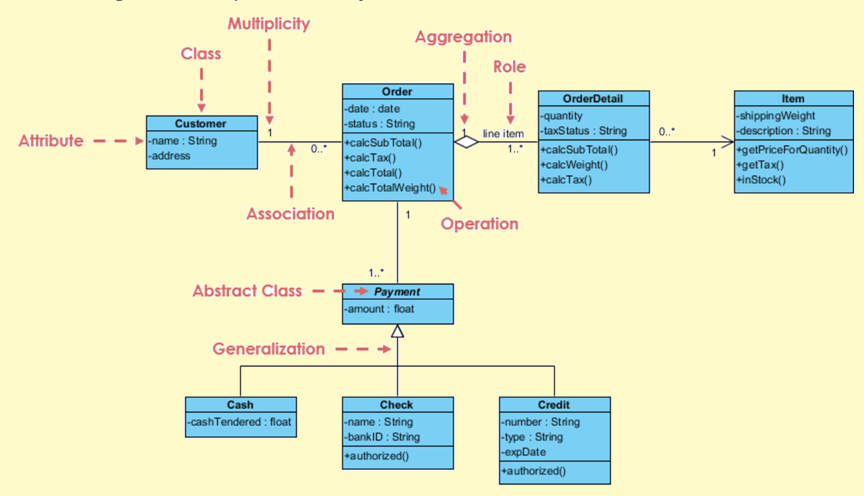 Multiplicity
Class
Aggregation
Role
Attribute
Customer
-name : String
-address
1
0..*
Association
Order
-date : date
-status : String
+calcSubTotal()
+calcTax()
+calcTotal()
+calcTotalWeight()
Operation
1
line item
1..*
OrderDetail
-quantity
-taxStatus : String
+calcSubTotal()
+calcWeight()
+calcTax()
0..*
1
Item
-shippingWeight
-description : String
+getPriceForQuantity()
+getTax()
+inStock()
1
1..*
Abstract Class
Payment
-amount : float
Generalization
Cash
-cashTendered : float
Check
-name : String
-bankID : String
+authorized()
Credit
-number : String
-type : String
-expDate
+authorized()